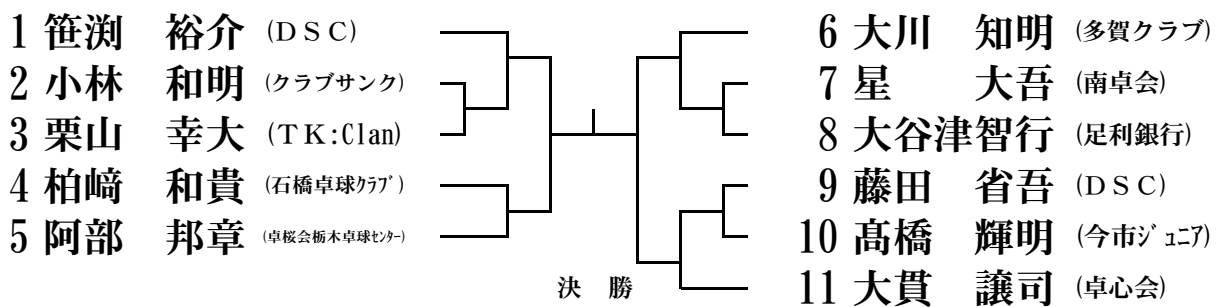 1 笹渕　裕介 (ＤＳＣ)
2 小林　和明 (クラブサンク)
3 栗山　幸大 (ＴＫ:Clan)
4 柏﨑　和貴 (石橋卓球ｸﾗﾌﾞ)
5 阿部　邦章 (卓桜会栃木卓球ｾﾝﾀｰ)
決　勝
6 大川　知明 (多賀クラブ)
7 星　　大吾 (南卓会)
8 大谷津智行 (足利銀行)
9 藤田　省吾 (ＤＳＣ)
10 髙橋　輝明 (今市ｼﾞｭﾆｱ)
11 大貫　譲司 (卓心会)